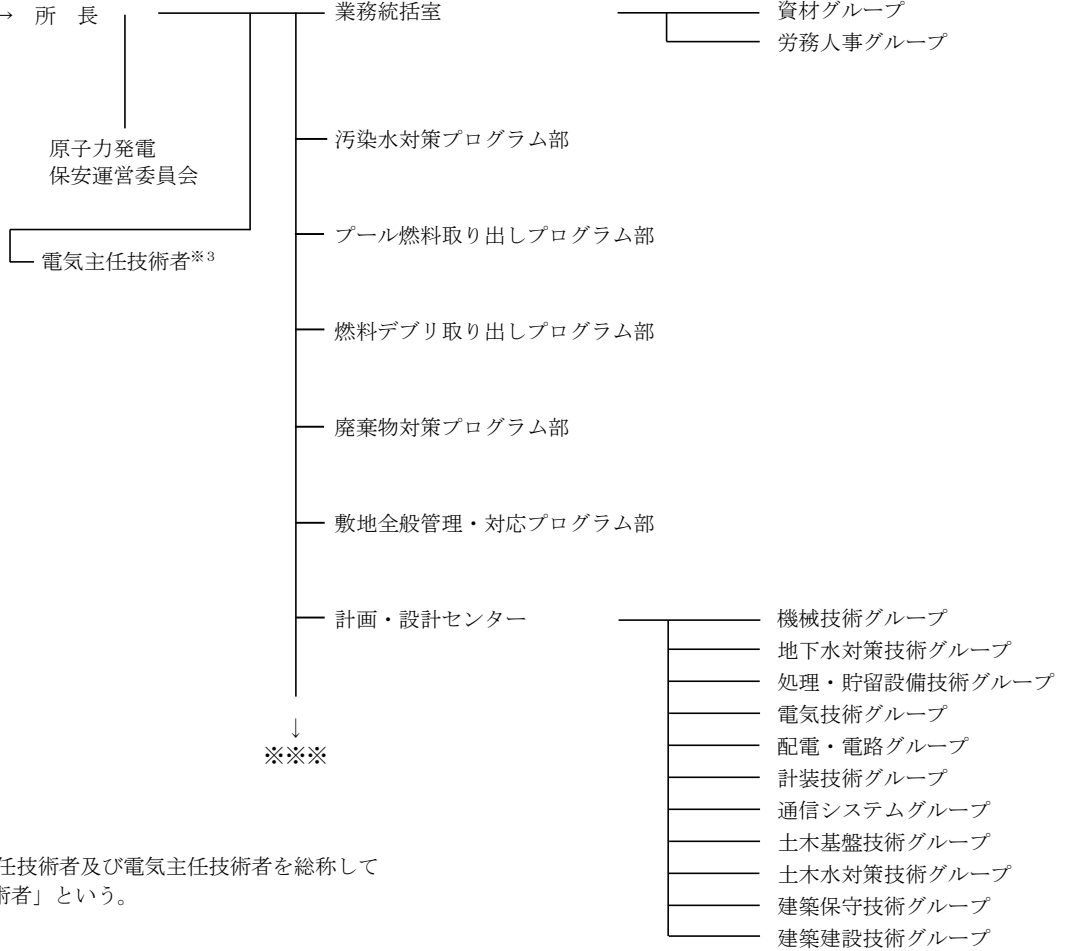 → 所 長
業務統括室
資材グループ
労務人事グループ
原子力発電
保安運営委員会
汚染水対策プログラム部
プール燃料取り出しプログラム部
電気主任技術者※3
燃料デブリ取り出しプログラム部
廃棄物対策プログラム部
敷地全般管理・対応プログラム部
計画・設計センター
機械技術グループ
地下水対策技術グループ
処理・貯留設備技術グループ
電気技術グループ
配電・電路グループ
計装技術グループ
通信システムグループ
土木基盤技術グループ
土木水対策技術グループ
建築保守技術グループ
建築建設技術グループ
↓
※※※
任技術者及び電気主任技術者を総称して
術者」という。